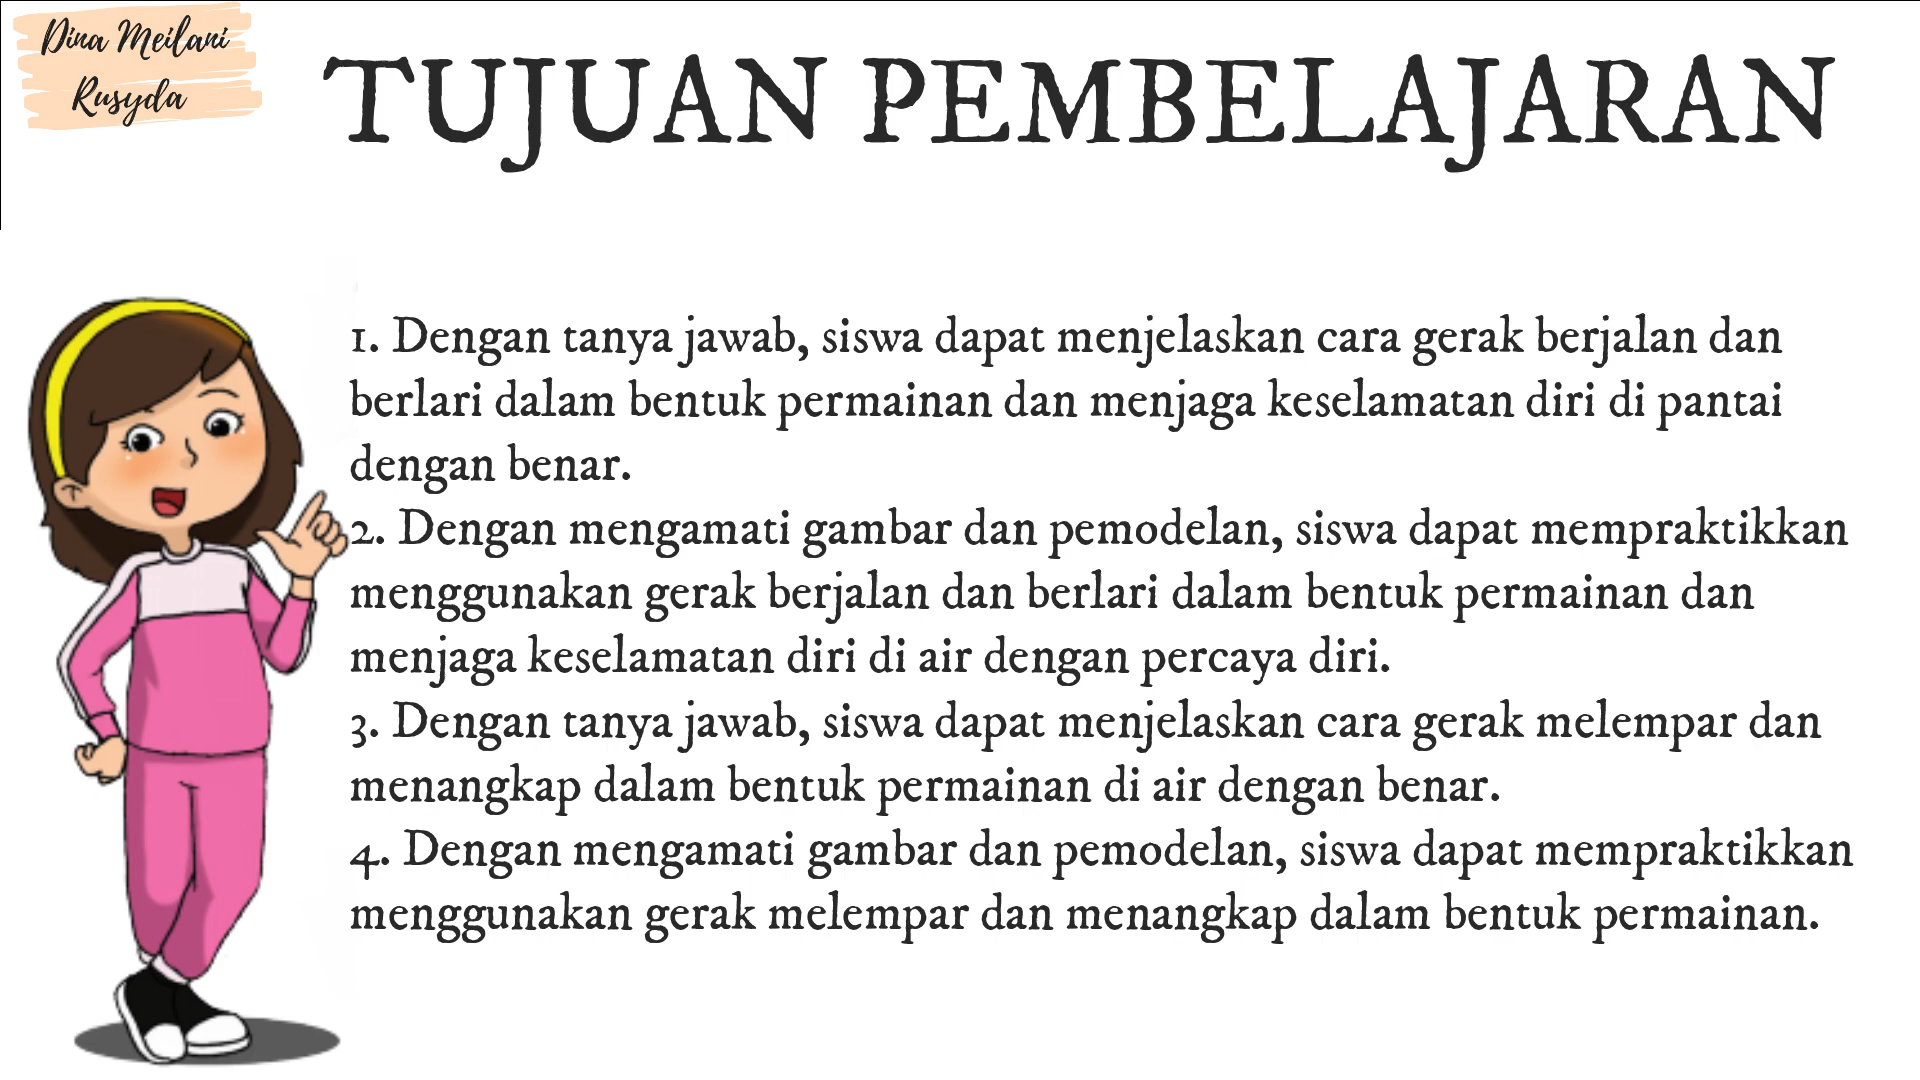 Dina Meilani
Rusyda
TUJUAN PEMBELAJARAN
1. Dengan tanya jawab, siswa dapat menjelaskan cara gerak berjalan dan
berlari dalam bentuk permainan dan menjaga keselamatan diri di pantai
dengan benar.
2. Dengan mengamati gambar dan pemodelan, siswa dapat mempraktikkan
menggunakan gerak berjalan dan berlari dalam bentuk permainan dan
menjaga keselamatan diri di air dengan percaya diri.
3. Dengan tanya jawab, siswa dapat menjelaskan cara gerak melempar dan
menangkap dalam bentuk permainan di air dengan benar.
4. Dengan mengamati gambar dan pemodelan, siswa dapat mempraktikkan
menggunakan gerak melempar dan menangkap dalam bentuk permainan.